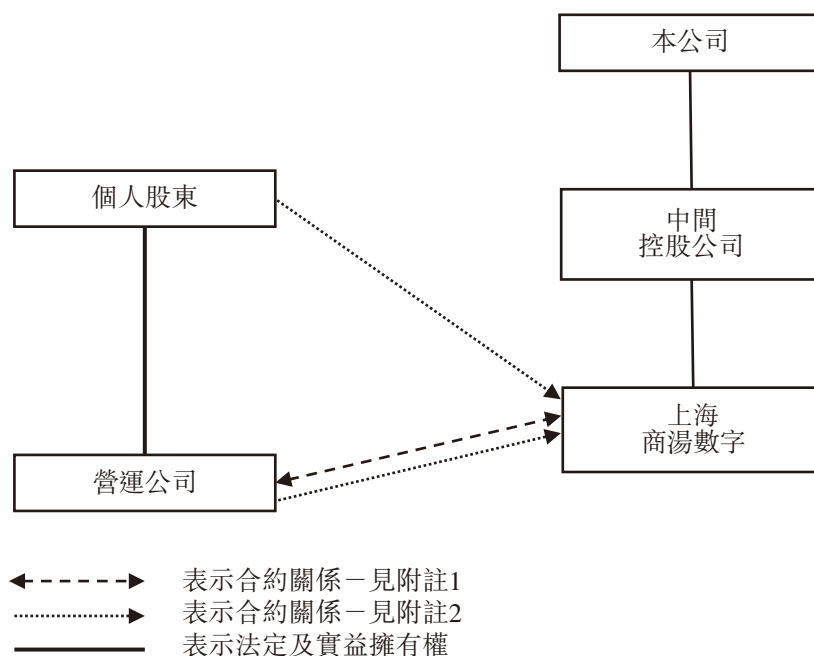 本公司
個人股東
中間
控股公司
上海
商湯數字
營運公司
表示合約關係－見附註1
表示合約關係－見附註2
表示法定及實益擁有權